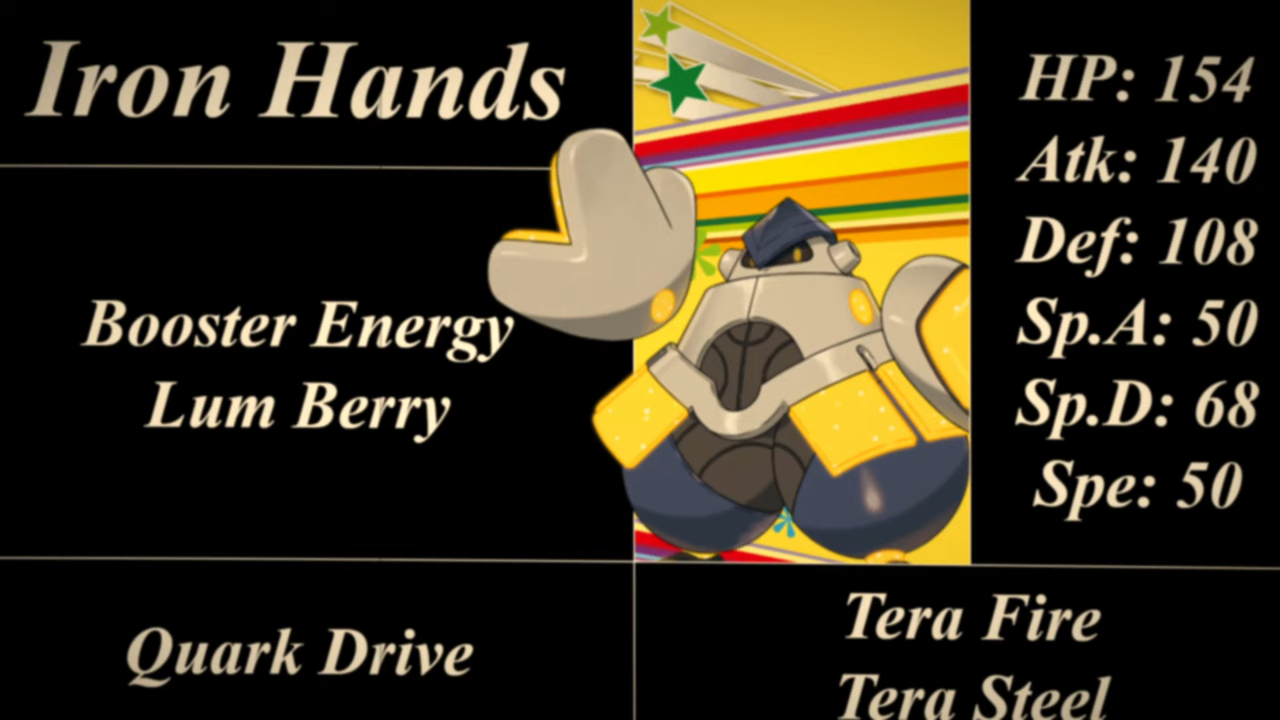 Iron Hands
Booster Energy
Lum Berry
HP: 154
Atk: 140
Def: 108
Sp.A: 50
Sp.D: 68
Spe: 50
Quark Drive
Tera Fire
Tera Steel